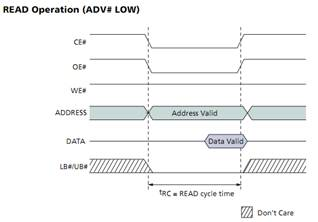 READ Operation (ADV# LOW)
CE#
OE#
WE#
ADDRESS
Address Valid
DATA
Data Valid
LB#/UB#
tRC = READ cycle time
Don't Care